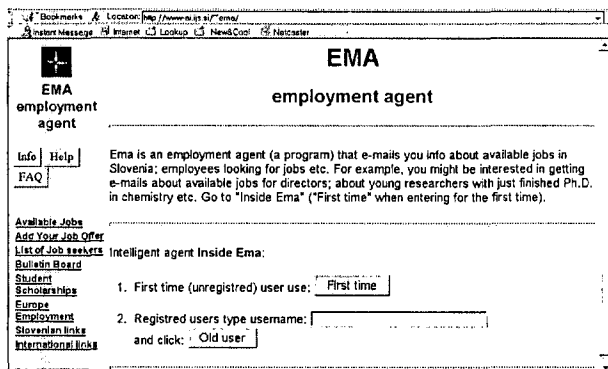 Bookmarks Location: http://www-ai.ijs.si/~ema/
Instant Message Internet Lookup New&Cool Netcaster
EMA
employment
agent
Info Help
FAQ
Available Jobs
Add Your Job Offer
List of Job seekers
Bulletin Board
Student
Scholarships
Europe
Employment
Slovenian links
International links
EMA
employment agent
Ema is an employment agent (a program) that e-mails you info about available jobs in
Slovenia; employees looking for jobs etc. For example, you might be interested in getting
e-mails about available jobs for directors; about young researchers with just finished Ph.D.
in chemistry etc. Go to "Inside Ema" ("First time" when entering for the first time).
Intelligent agent Inside Ema:
1. First time (unregistred) user use: First time
2. Registred users type username:
and click: Old user